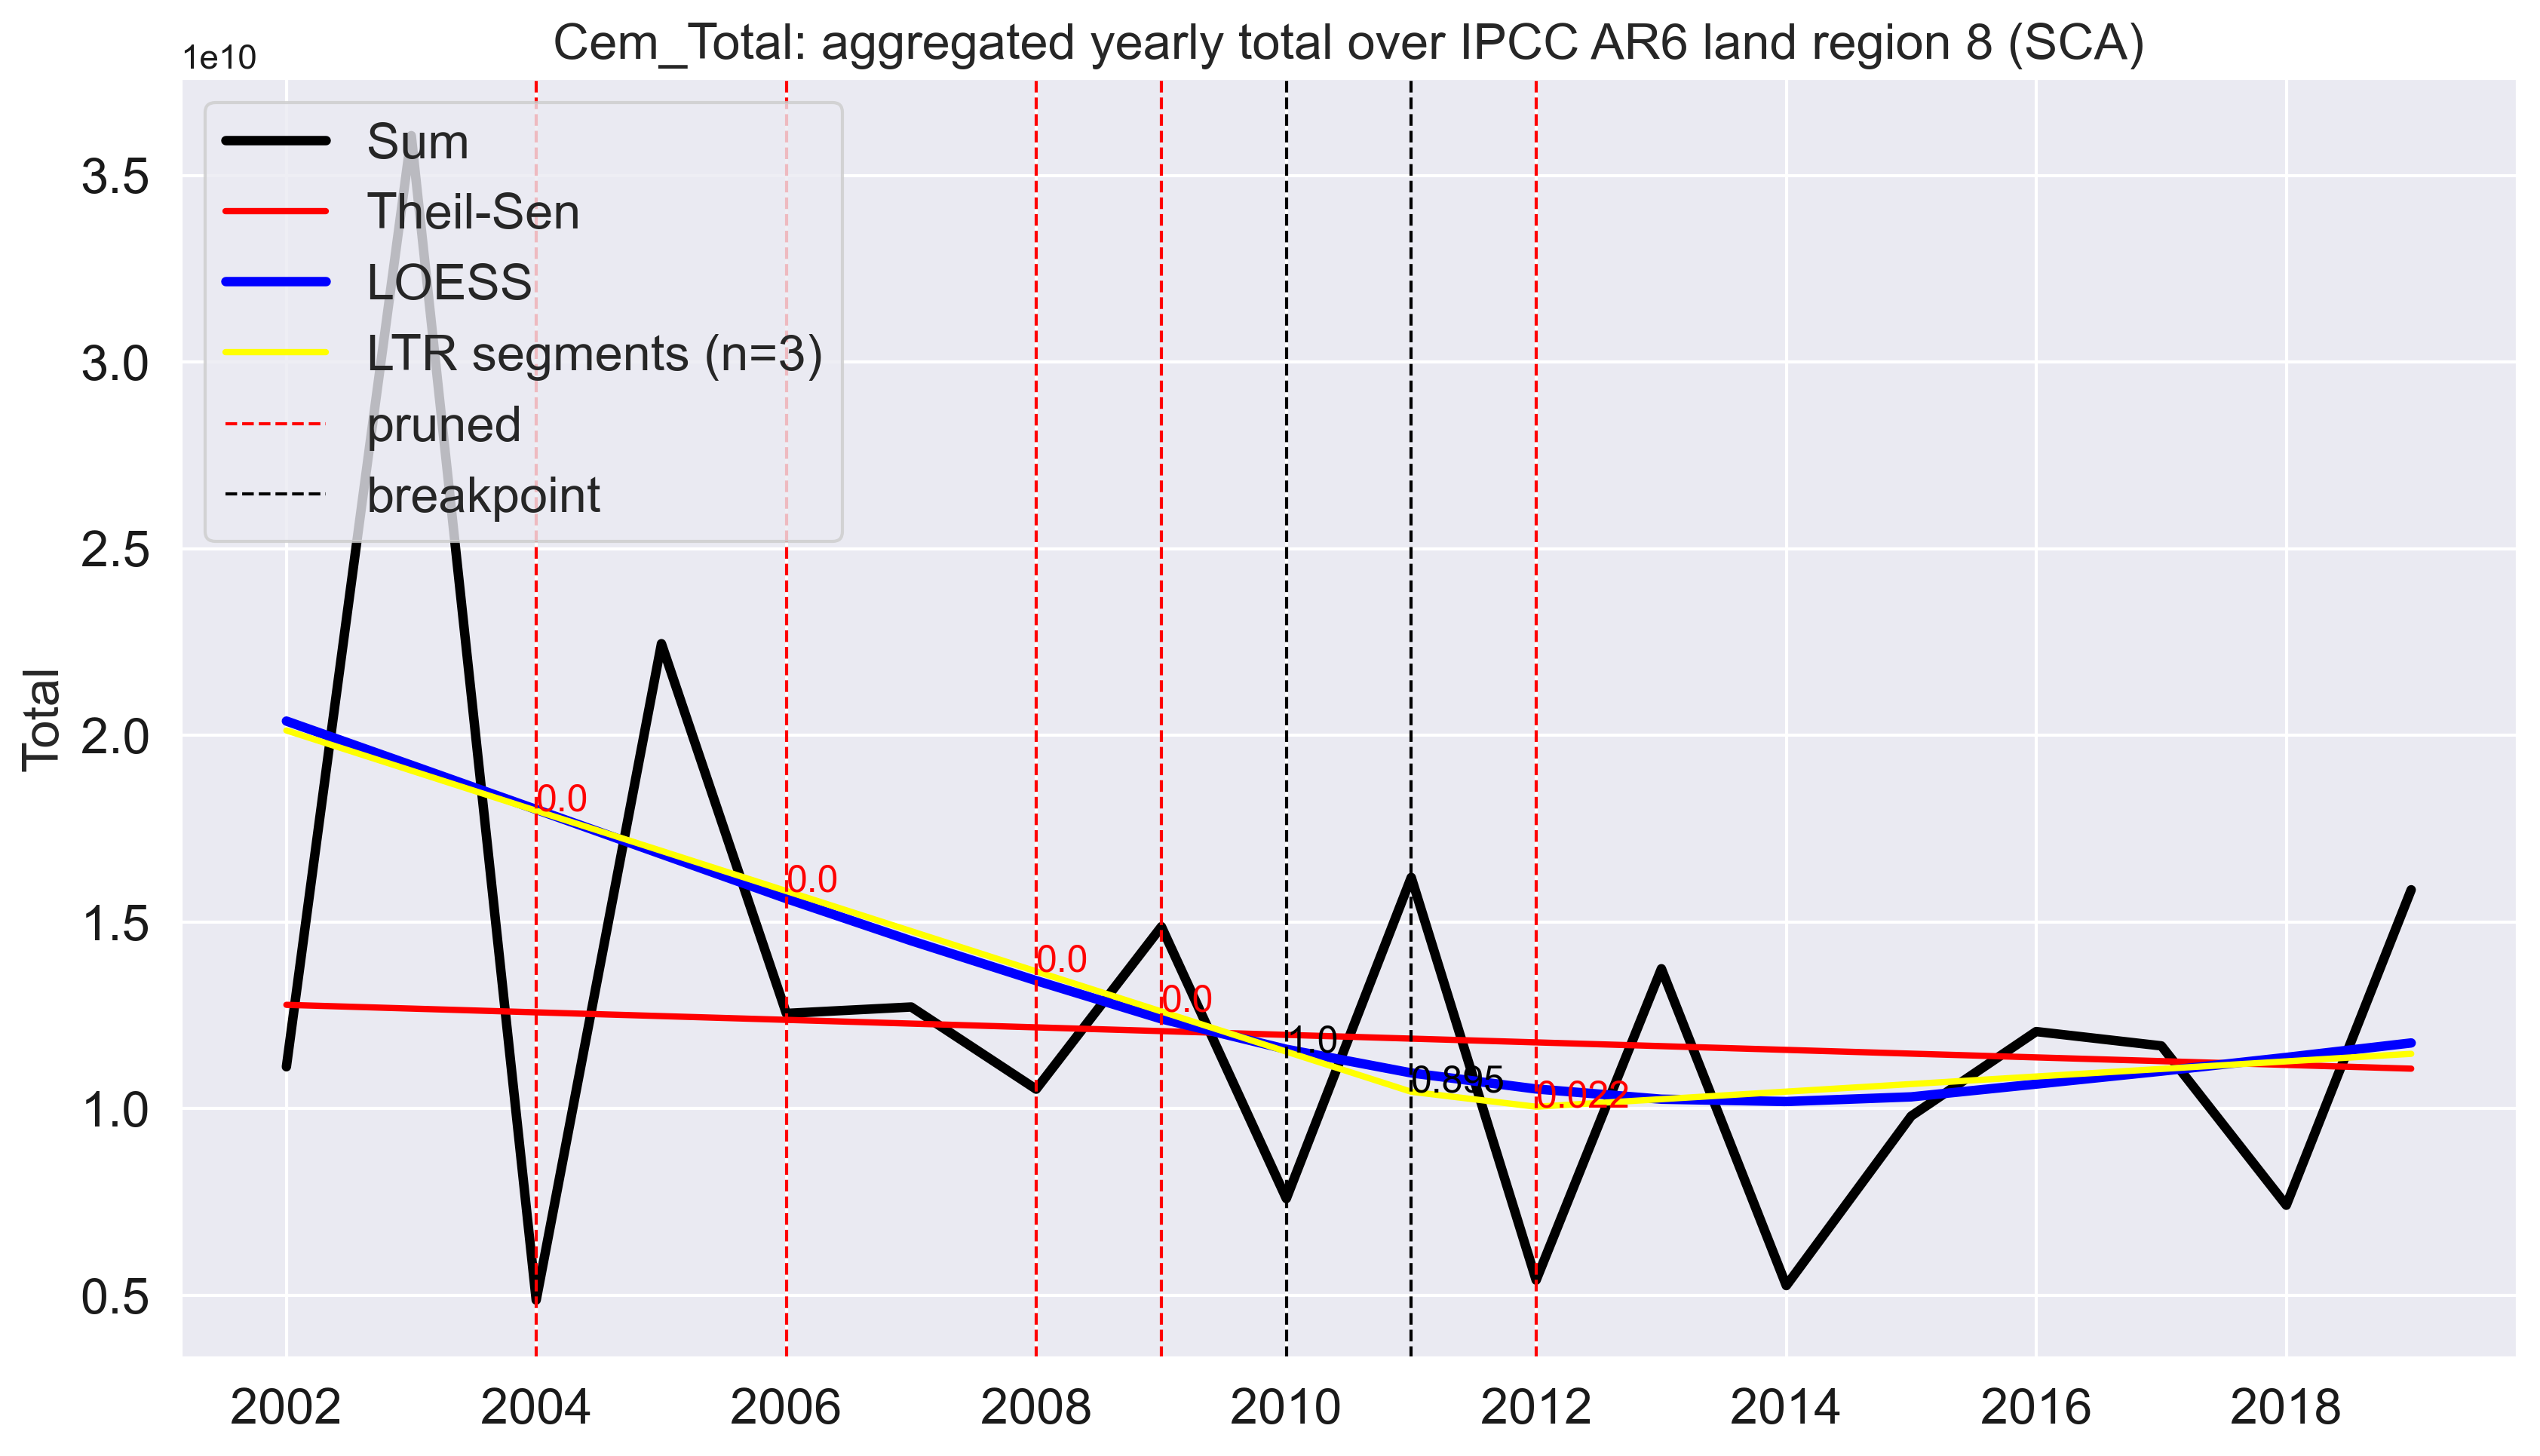 Cem_Total: aggregated yearly total over IPCC AR6 land region 8 (SCA)
1e10
Sum
Theil-Sen
LOESS
LTR segments (n=3)
pruned
breakpoint
3.5
3.0
2.5
2.0
1.5
1.0
0.5
Total
0.0
0.0
0.0
0.0
1.0
0.895
0.022
2002 2004 2006 2008 2010 2012 2014 2016 2018